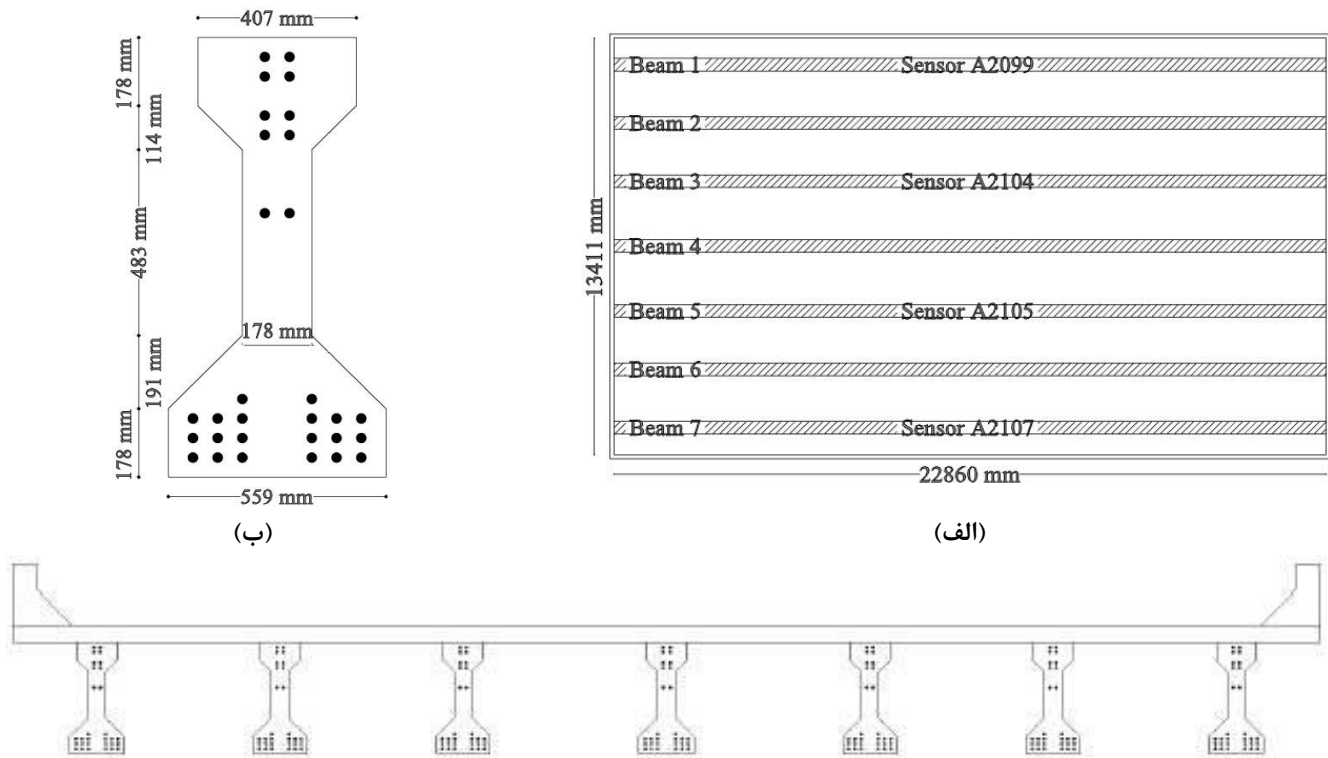 407 mm
178 mm
114 mm
483 mm
178 mm
191 mm
178 mm
559 mm
(ب)
Beam 1 Sensor A2099
Beam 2
Beam 3 Sensor A2104
Beam 4
Beam 5 Sensor A2105
Beam 6
Beam 7 Sensor A2107
13411 mm
22860 mm
(الف)